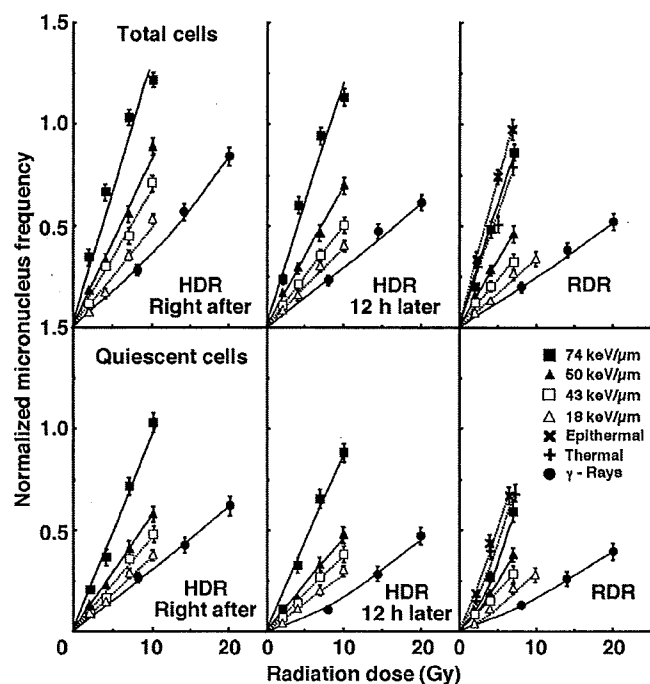 Total cells
1.5
1.0
0.5
0
HDR
Right after
HDR
12 h later
RDR
Normalized micronucleus frequency
Quiescent cells
1.5
1.0
0.5
0
HDR
Right after
HDR
12 h later
RDR
74 keV/µm
50 keV/µm
43 keV/µm
18 keV/µm
Epithermal
Thermal
γ - Rays
0 10 20 0 10 20 0 10 20
Radiation dose (Gy)